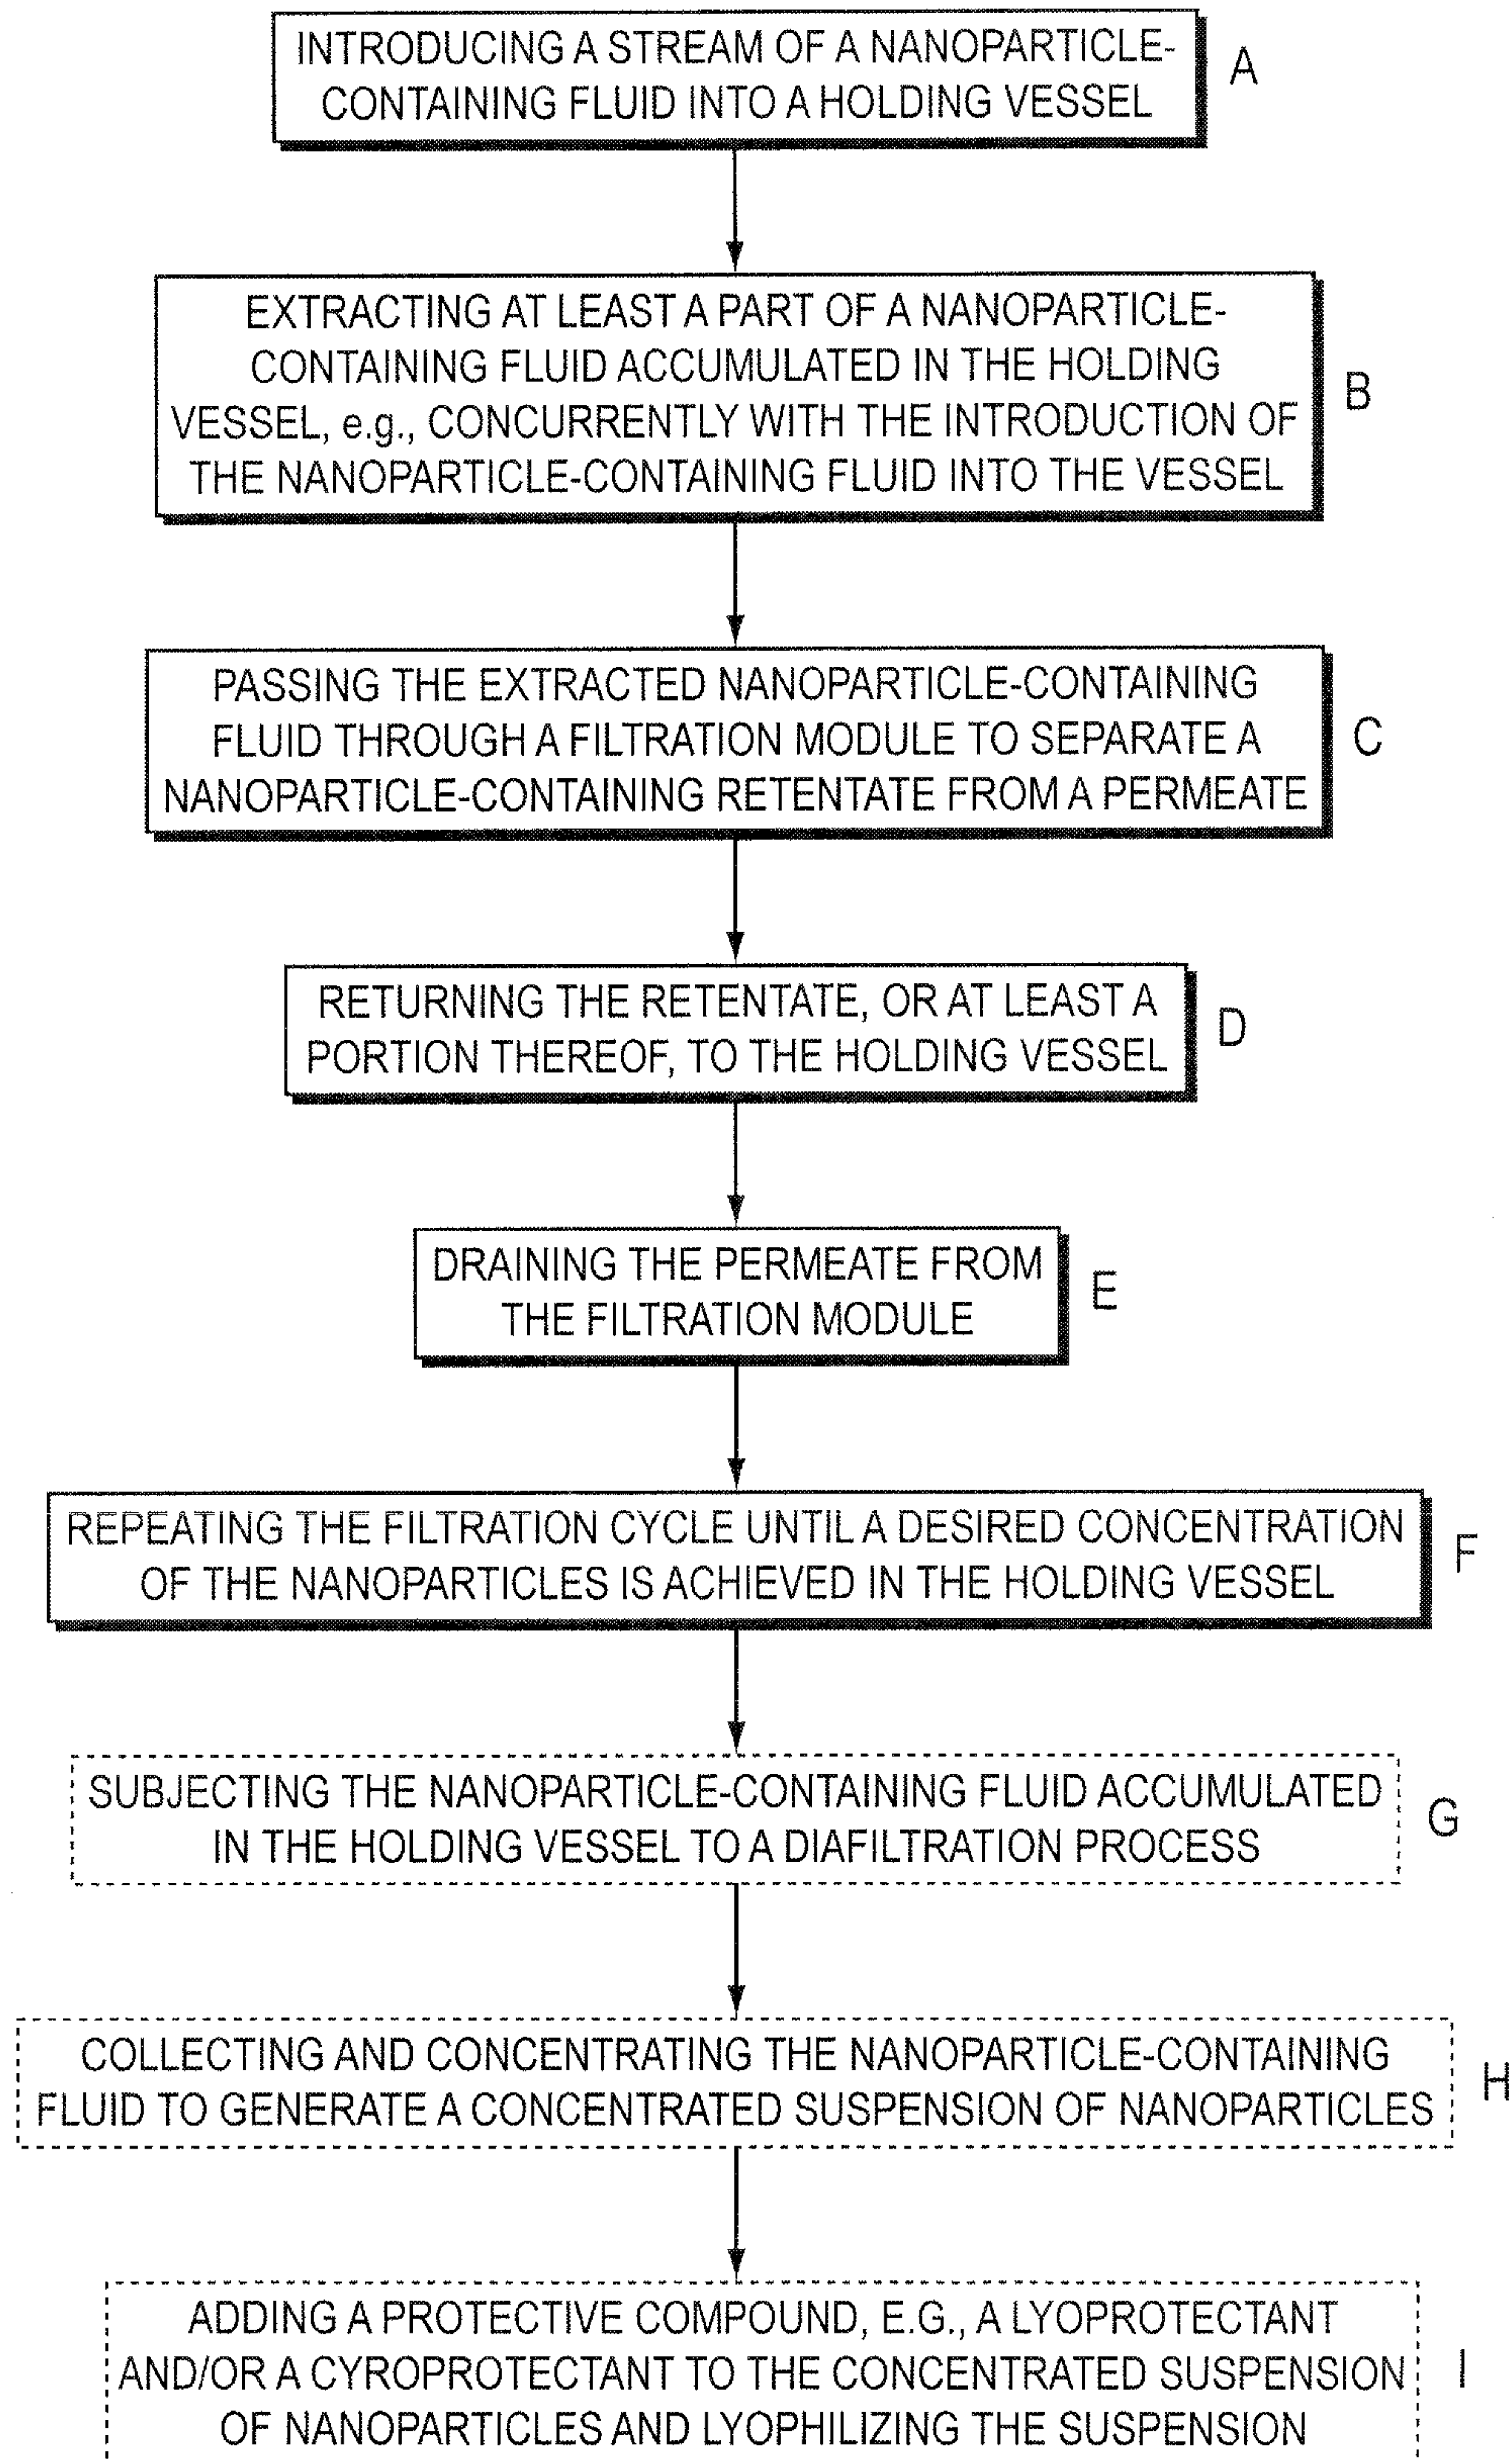 INTRODUCING A STREAM OF A NANOPARTICLE-
CONTAINING FLUID INTO A HOLDING VESSEL
A
EXTRACTING AT LEAST A PART OF A NANOPARTICLE-
CONTAINING FLUID ACCUMULATED IN THE HOLDING
VESSEL, e.g., CONCURRENTLY WITH THE INTRODUCTION OF
THE NANOPARTICLE-CONTAINING FLUID INTO THE VESSEL
B
PASSING THE EXTRACTED NANOPARTICLE-CONTAINING
FLUID THROUGH A FILTRATION MODULE TO SEPARATE A
NANOPARTICLE-CONTAINING RETENTATE FROM A PERMEATE
C
RETURNING THE RETENTATE, OR AT LEAST A
PORTION THEREOF, TO THE HOLDING VESSEL
D
DRAINING THE PERMEATE FROM
THE FILTRATION MODULE
E
REPEATING THE FILTRATION CYCLE UNTIL A DESIRED CONCENTRATION
OF THE NANOPARTICLES IS ACHIEVED IN THE HOLDING VESSEL
F
SUBJECTING THE NANOPARTICLE-CONTAINING FLUID ACCUMULATED
IN THE HOLDING VESSEL TO A DIAFILTRATION PROCESS
G
COLLECTING AND CONCENTRATING THE NANOPARTICLE-CONTAINING
FLUID TO GENERATE A CONCENTRATED SUSPENSION OF NANOPARTICLES
H
ADDING A PROTECTIVE COMPOUND, E.G., A LYOPROTECTANT
AND/OR A CYROPROTECTANT TO THE CONCENTRATED SUSPENSION
OF NANOPARTICLES AND LYOPHILIZING THE SUSPENSION
I